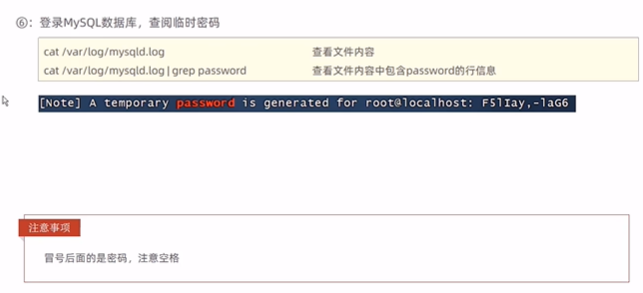 ⑥：登录MySQL数据库，查阅临时密码
cat /var/log/mysqld.log 查看文件内容
cat /var/log/mysqld.log | grep password 查看文件内容中包含password的行信息
[Note] A temporary password is generated for root@localhost: F5lIay,-laG6
注意事项
冒号后面的是密码，注意空格